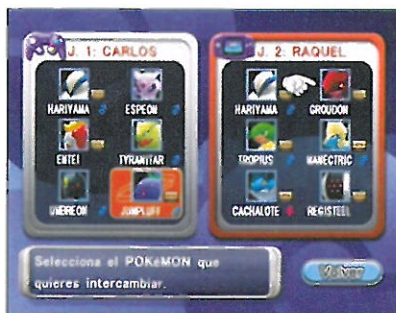 J. 1: CARLOS
J. 2: RAQUEL
HARIYAMA ESPEON
HARIYAMA GROUDON
ENTEI TYRANITAR
TROPIUS MANECTRIC
UMBREON JUMPLUFF
CACHALOTE REGISTEEL
Selecciona el POKéMON que
quieres intercambiar.
Volver